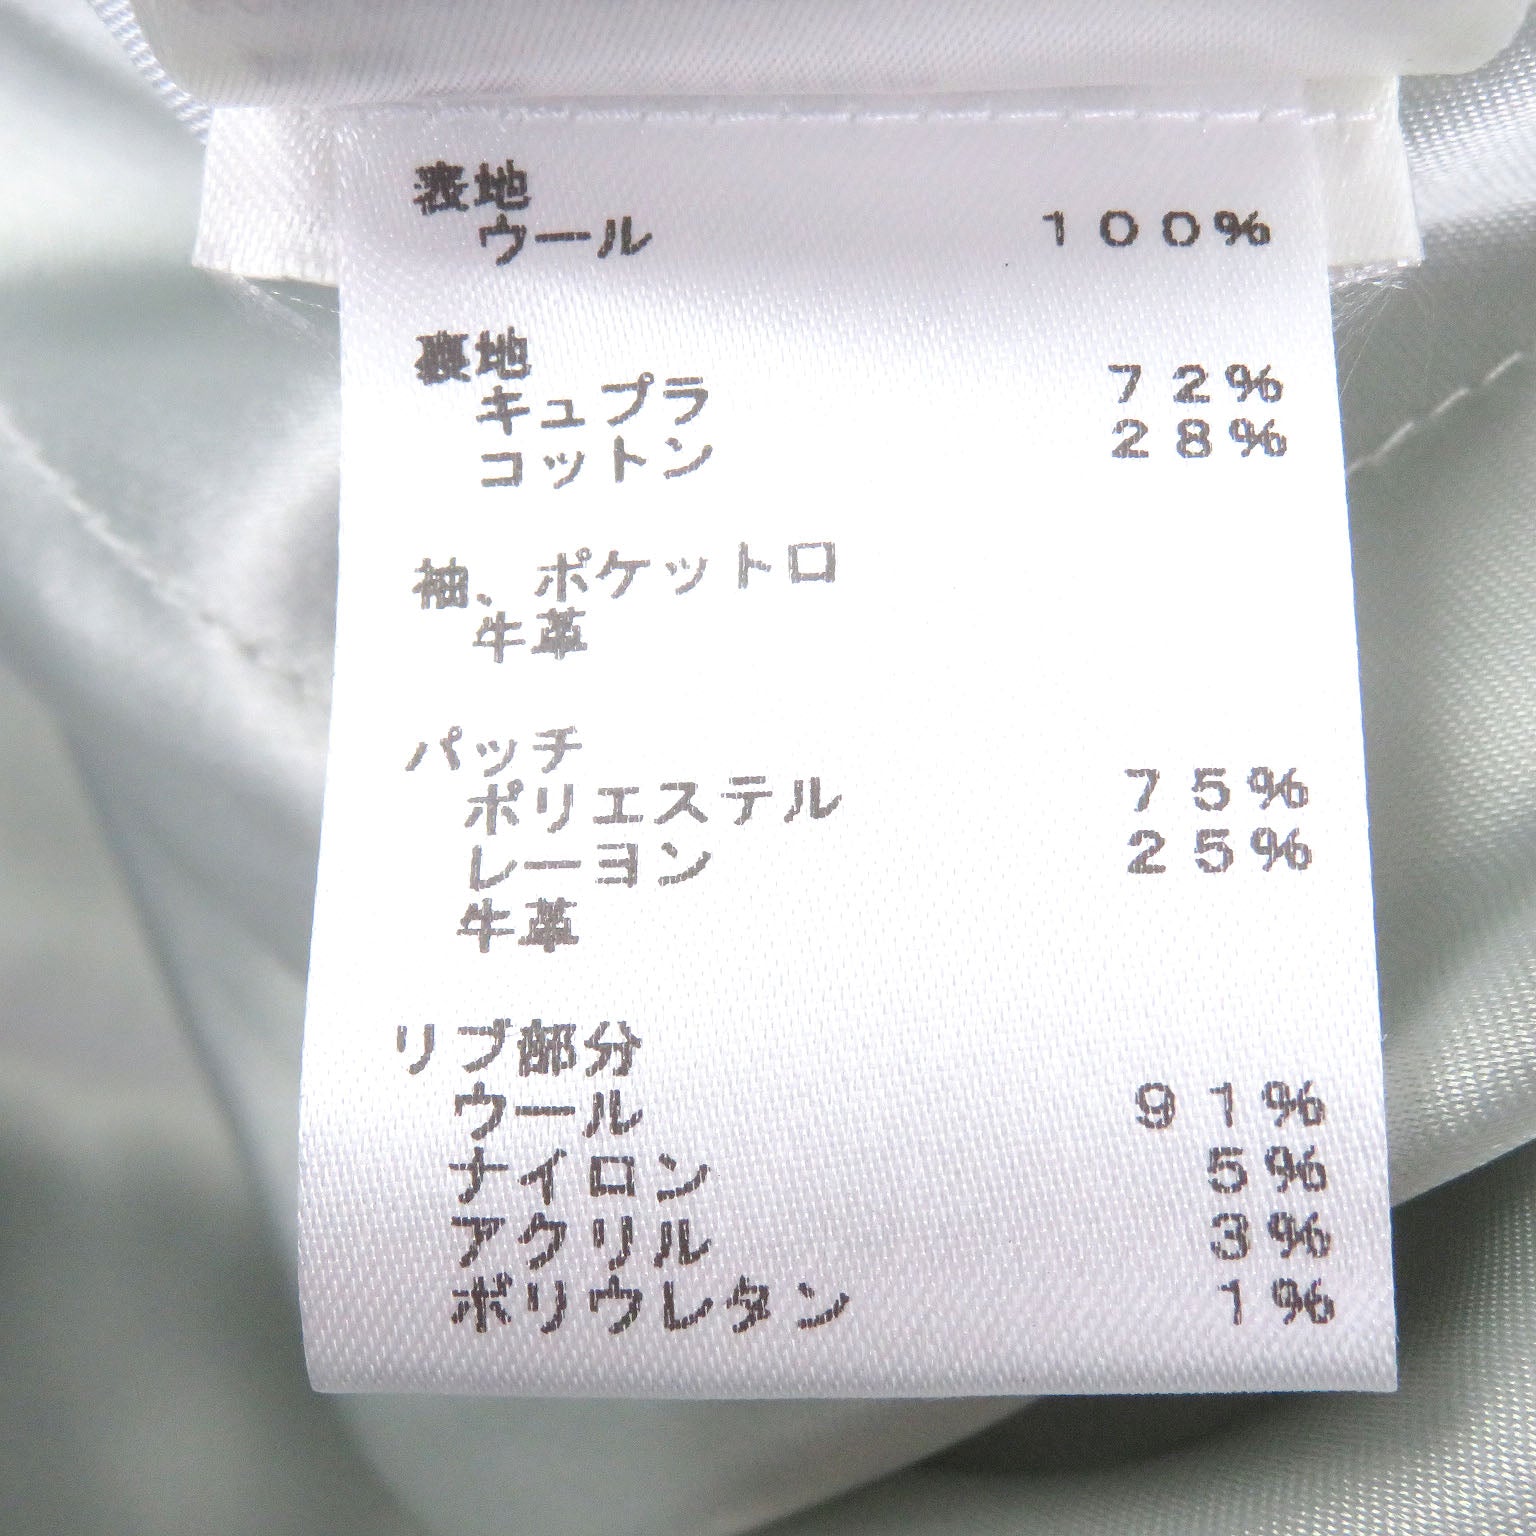 表地
ウール 100%
裏地
キュプラ 72%
コットン 28%
袖、ポケット口
牛革
パッチ
ポリエステル 75%
レーヨン 25%
牛革
リブ部分
ウール 91%
ナイロン 5%
アクリル 3%
ポリウレタン 1%